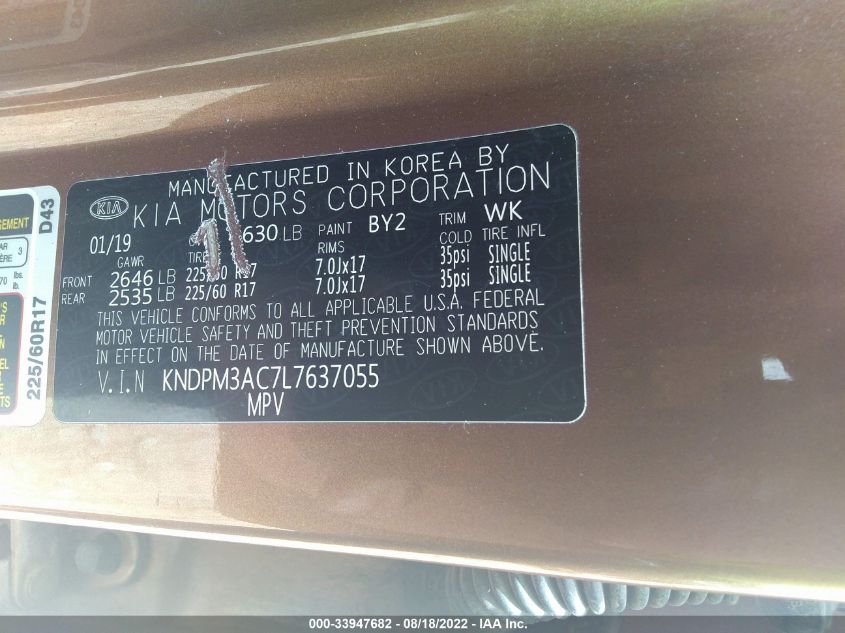 MANUFACTURED IN KOREA BY
KIA KIA MOTORS CORPORATION
01/19 630 LB PAINT BY2 TRIM WK
GAWR TIRE RIMS COLD TIRE INFL
FRONT 2646 LB R17 7.0Jx17 35psi SINGLE
REAR 2535 LB 225/60 R17 7.0Jx17 35psi SINGLE
THIS VEHICLE CONFORMS TO ALL APPLICABLE U.S.A. FEDERAL
MOTOR VEHICLE SAFETY AND THEFT PREVENTION STANDARDS
IN EFFECT ON THE DATE OF MANUFACTURE SHOWN ABOVE.
V.I.N KNDPM3AC7L7637055
MPV
D43
225/60R17
000-33947682 - 08/18/2022 - IAA Inc.